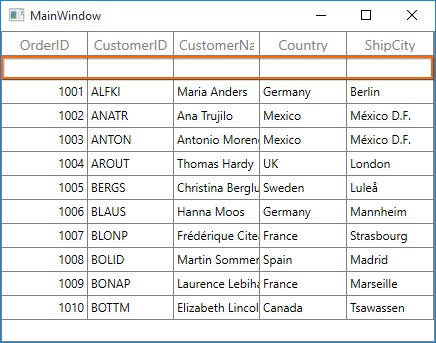 MainWindow
OrderID CustomerID CustomerNa Country ShipCity
1001 ALFKI Maria Anders Germany Berlin
1002 ANATR Ana Trujilo Mexico México D.F.
1003 ANTON Antonio Moren Mexico México D.F.
1004 AROUT Thomas Hardy UK London
1005 BERGS Christina Berglu Sweden Luleå
1006 BLAUS Hanna Moos Germany Mannheim
1007 BLONP Frédérique Cite France Strasbourg
1008 BOLID Martin Sommer Spain Madrid
1009 BONAP Laurence Lebiha France Marseille
1010 BOTTM Elizabeth Lincol Canada Tsawassen